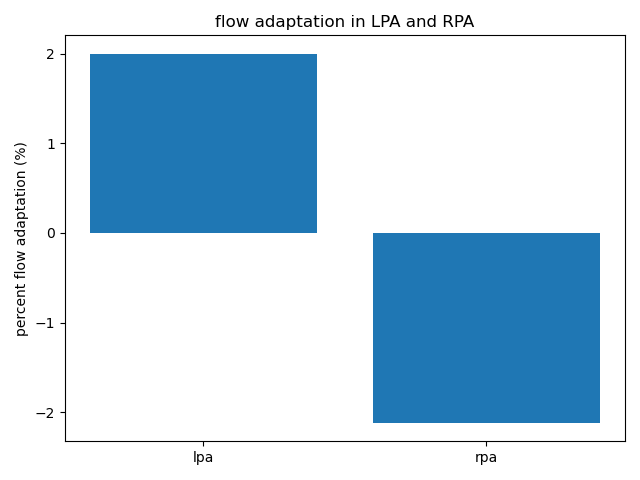 flow adaptation in LPA and RPA
percent flow adaptation (%)
2
1
0
−1
−2
lpa
rpa